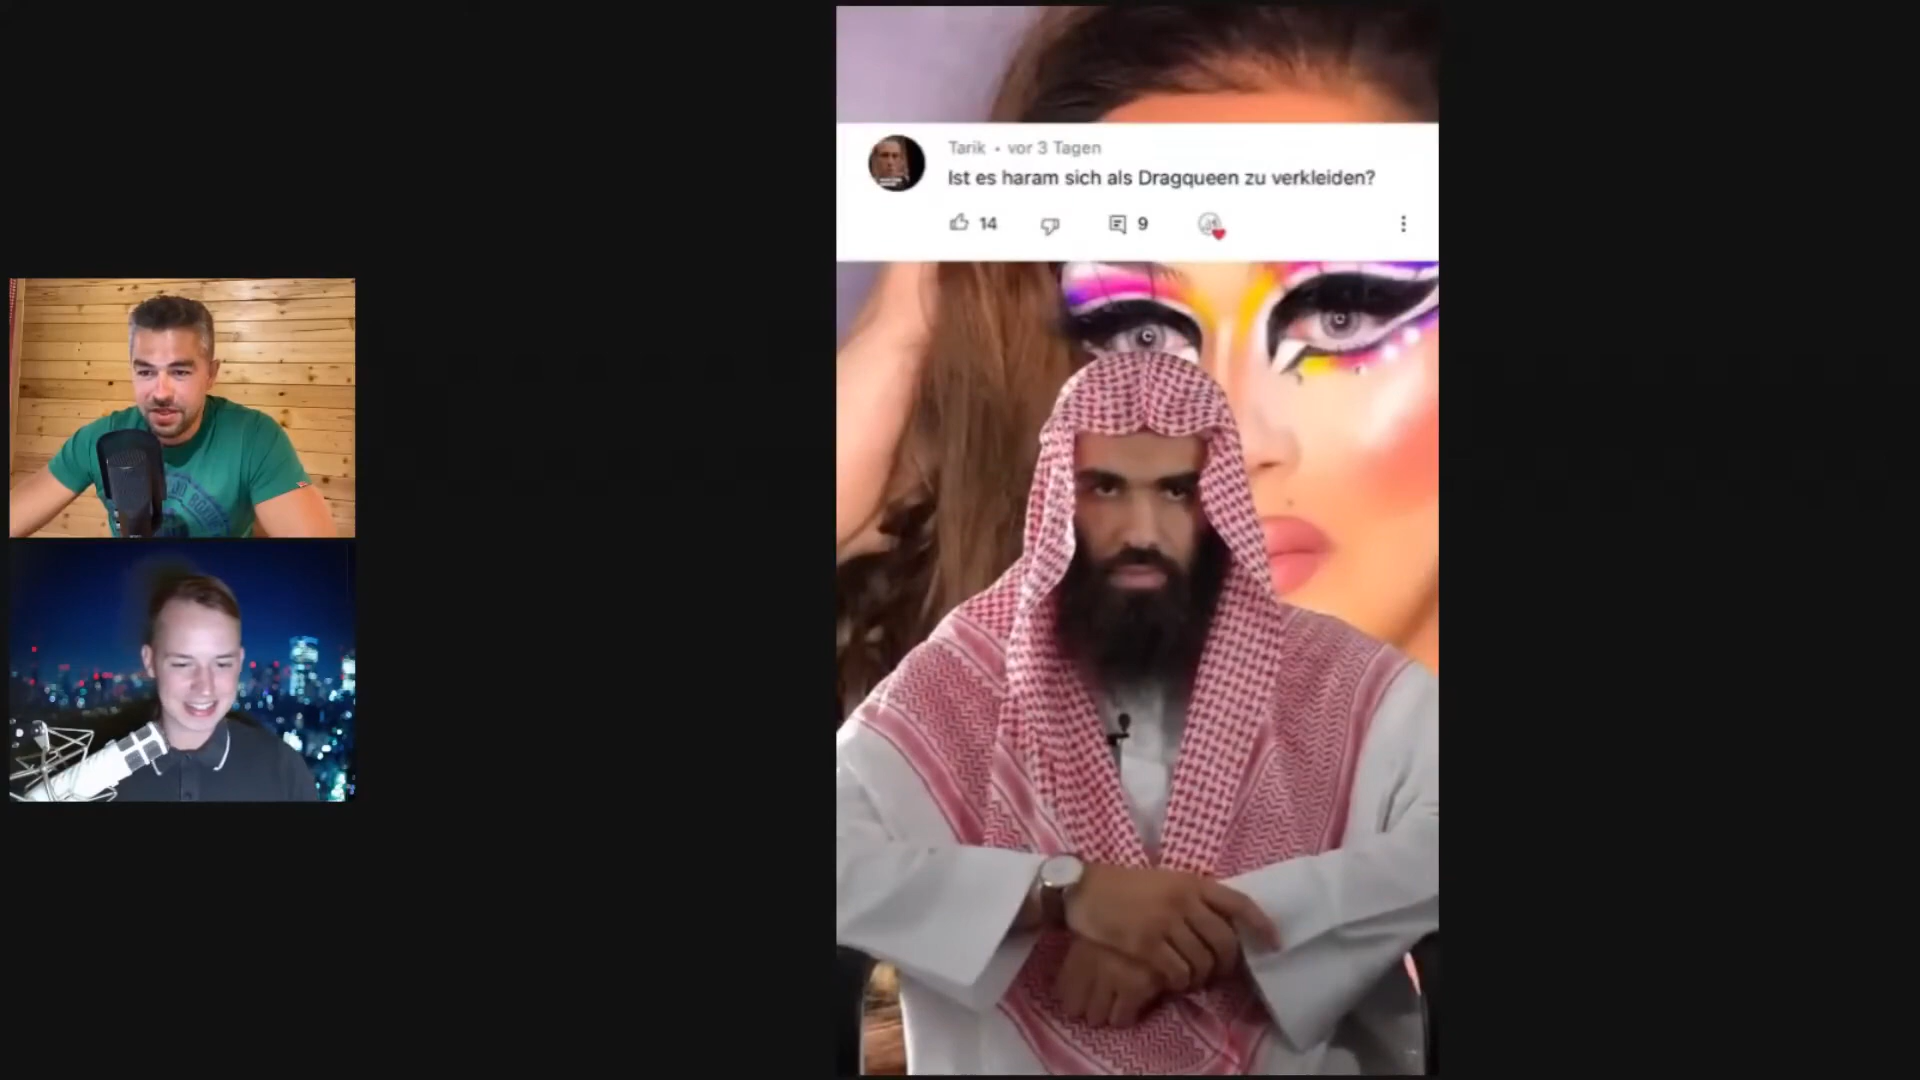 Tarik • vor 3 Tagen
Ist es haram sich als Dragqueen zu verkleiden?
14 9